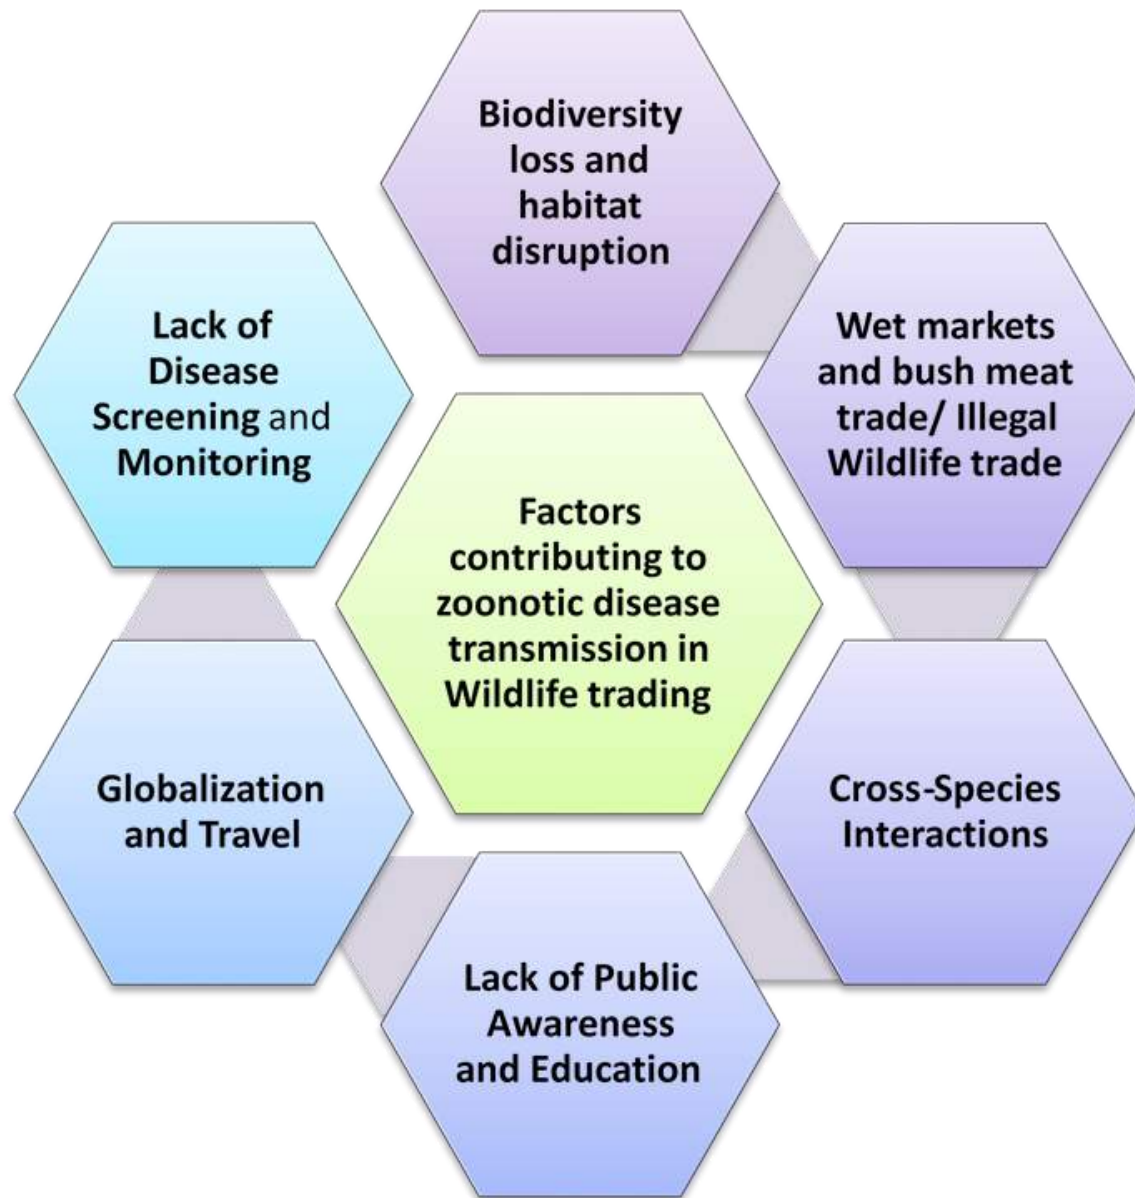 Biodiversity
loss and
habitat
disruption
Wet markets
and bush meat
trade/ Illegal
Wildlife trade
Cross-Species
Interactions
Lack of Public
Awareness
and Education
Globalization
and Travel
Lack of
Disease
Screening and
Monitoring
Factors
contributing to
zoonotic disease
transmission in
Wildlife trading